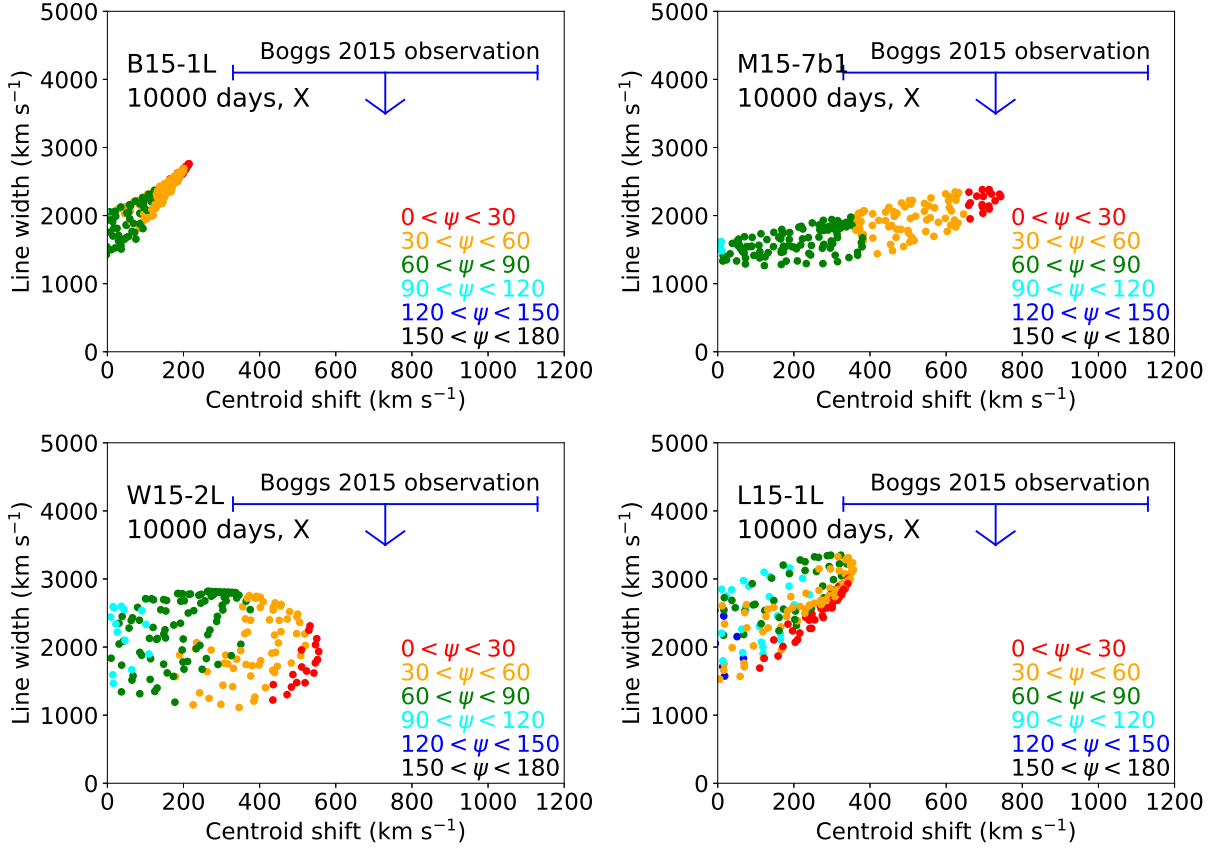 5000
4000
3000
2000
1000
0
Line width (km s⁻¹)
B15-1L
10000 days, X
Boggs 2015 observation
0 < ψ < 30
30 < ψ < 60
60 < ψ < 90
90 < ψ < 120
120 < ψ < 150
150 < ψ < 180
0 200 400 600 800 1000 1200
Centroid shift (km s⁻¹)
5000
4000
3000
2000
1000
0
Line width (km s⁻¹)
M15-7b1
10000 days, X
Boggs 2015 observation
0 < ψ < 30
30 < ψ < 60
60 < ψ < 90
90 < ψ < 120
120 < ψ < 150
150 < ψ < 180
0 200 400 600 800 1000 1200
Centroid shift (km s⁻¹)
5000
4000
3000
2000
1000
0
Line width (km s⁻¹)
W15-2L
10000 days, X
Boggs 2015 observation
0 < ψ < 30
30 < ψ < 60
60 < ψ < 90
90 < ψ < 120
120 < ψ < 150
150 < ψ < 180
0 200 400 600 800 1000 1200
Centroid shift (km s⁻¹)
5000
4000
3000
2000
1000
0
Line width (km s⁻¹)
L15-1L
10000 days, X
Boggs 2015 observation
0 < ψ < 30
30 < ψ < 60
60 < ψ < 90
90 < ψ < 120
120 < ψ < 150
150 < ψ < 180
0 200 400 600 800 1000 1200
Centroid shift (km s⁻¹)